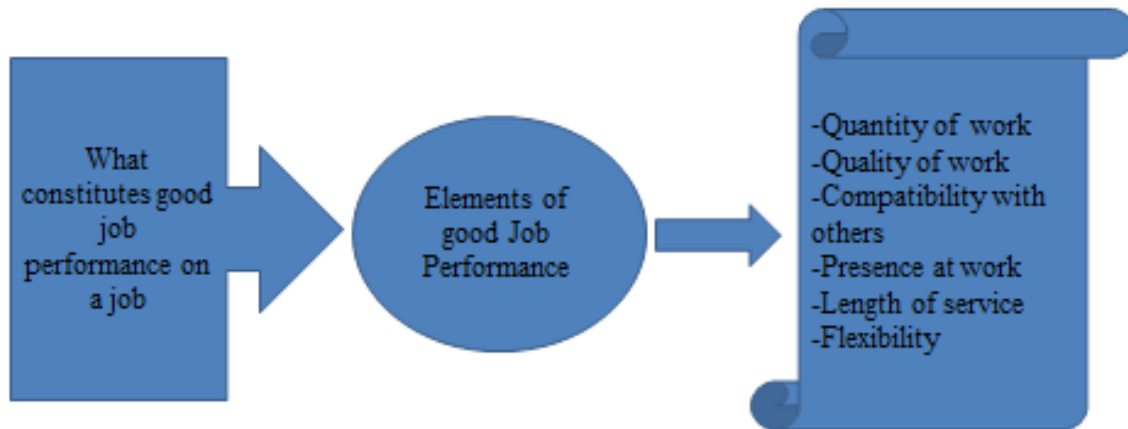 What
constitutes good
job
performance on
a job
Elements of
good Job
Performance
-Quantity of work
-Quality of work
-Compatibility with
others
-Presence at work
-Length of service
-Flexibility